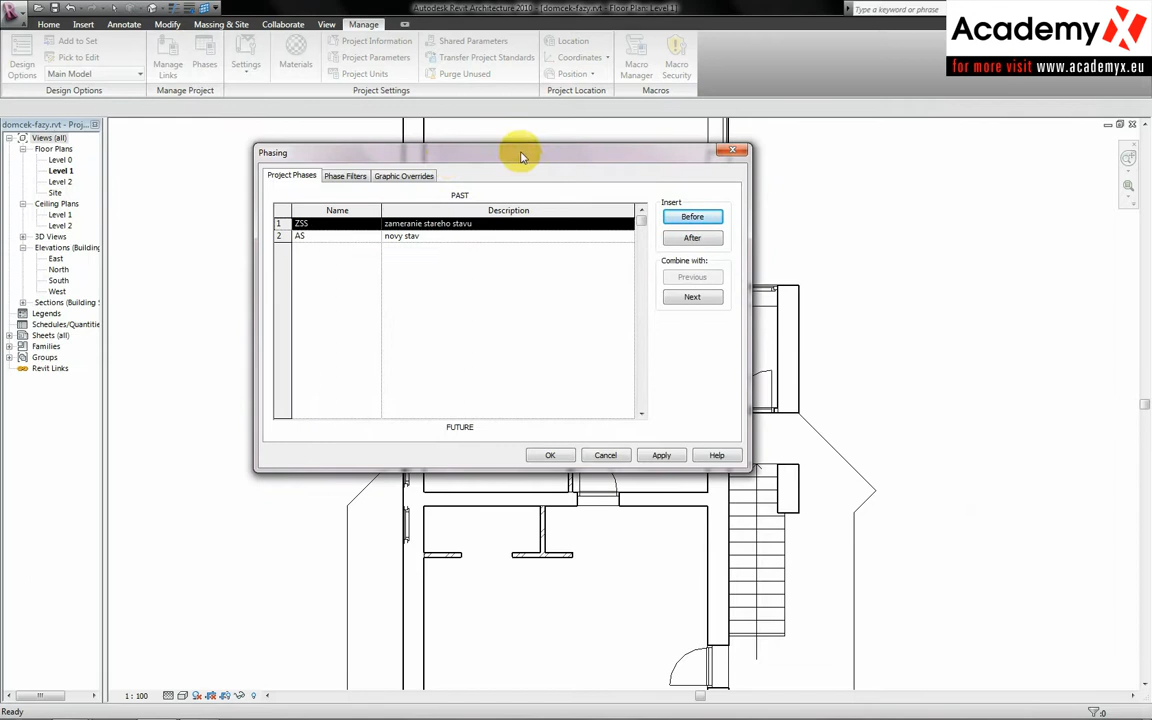 Autodesk Revit Architecture 2010 - [domcek-fazy.rvt - Floor Plan: Level 1]
Type a keyword or phrase
AcademyX
for more visit www.academyx.eu
Home Insert Annotate Modify Massing & Site Collaborate View Manage
Design Options
Add to Set
Pick to Edit
Main Model
Design Options
Manage Links
Phases
Manage Project
Settings
Materials
Project Information
Project Parameters
Project Units
Shared Parameters
Transfer Project Standards
Purge Unused
Project Settings
Location
Coordinates
Position
Project Location
Macro Manager
Macro Security
Macros
domcek-fazy.rvt - Proj...
Views (all)
Floor Plans
Level 0
Level 1
Level 2
Site
Ceiling Plans
Level 1
Level 2
3D Views
Elevations (Building
East
North
South
West
Sections (Building
Legends
Schedules/Quantitie
Sheets (all)
Families
Groups
Revit Links
Phasing
Project Phases Phase Filters Graphic Overrides
PAST
Name Description
1 ZSS zameranie stareho stavu
2 AS novy stav
FUTURE
Insert
Before
After
Combine with:
Previous
Next
OK Cancel Apply Help
1 : 100
Ready
:0